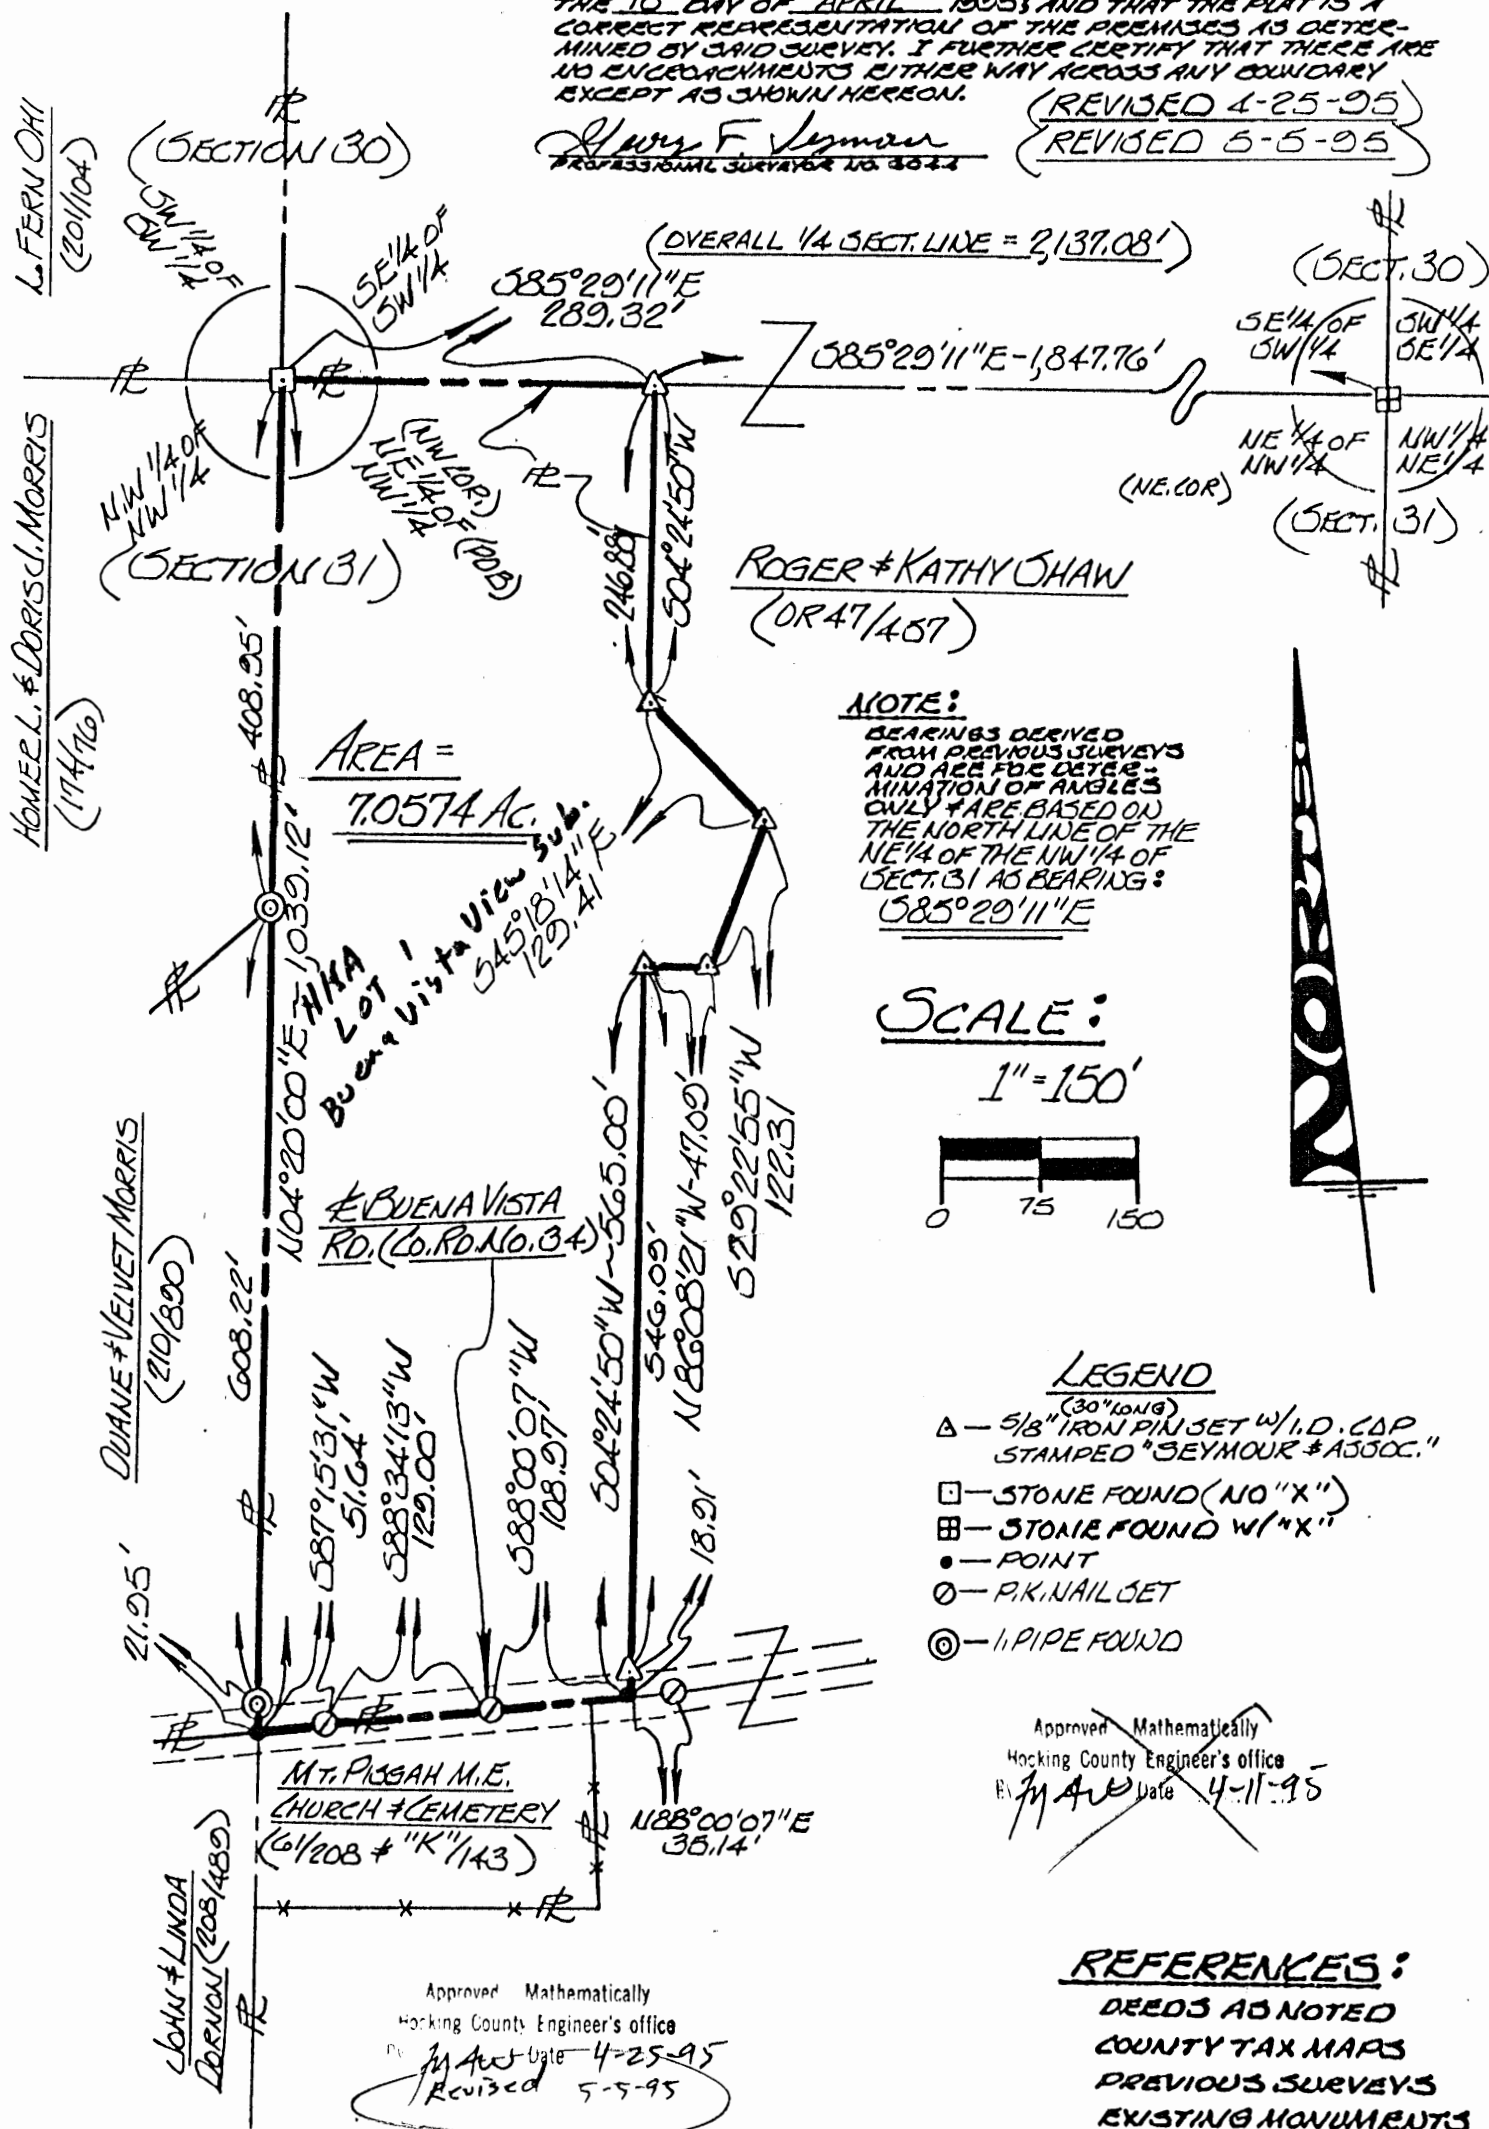 THE 10 DAY OF APRIL 1995; AND THAT THE PLAT IS A
CORRECT REPRESENTATION OF THE PREMISES AS DETER-
MINED BY SAID SURVEY. I FURTHER CERTIFY THAT THERE ARE
NO ENCROACHMENTS EITHER WAY ACROSS ANY BOUNDARY
EXCEPT AS SHOWN HEREON.
PROFESSIONAL SURVEYOR NO. 6044
(REVISED 4-25-95)
(REVISED 5-5-95)
L. FERN OHI
(201/104)
(SECTION 30)
SW 1/4 OF
SW 1/4
SE 1/4 OF
SW 1/4
(OVERALL 1/4 SECT. LINE = 2,137.08')
S85°29'11"E
289.32'
S85°29'11"E-1,847.76'
(SECT. 30)
SE 1/4 OF
SW 1/4
SW 1/4
SE 1/4
NE 1/4 OF
NW 1/4
NW 1/4
NE 1/4
(NE. COR)
(SECT. 31)
HOMER L. & DORIS J. MORRIS
(174/76)
N.W 1/4 OF
NW 1/4
(NW COR.)
NE 1/4 OF (POB)
NW 1/4
(SECTION 31)
246.88'
S04°24'50"W
ROGER & KATHY SHAW
(OR 47/457)
408.95'
AREA =
7.0574 AC.
N04°20'00"E~1,039.12'
AKA
LOT 1
Buena Vista View Sub.
S45°18'14"E
129.41
NOTE:
BEARINGS DERIVED
FROM PREVIOUS SURVEYS
AND ARE FOR DETER-
MINATION OF ANGLES
ONLY & ARE BASED ON
THE NORTH LINE OF THE
NE 1/4 OF THE NW 1/4 OF
SECT. 31 AS BEARING:
S85°29'11"E
SCALE:
1"=150'
0 75 150
NORTH
DUANE & VELVET MORRIS
(210/890)
608.22'
℄ BUENA VISTA
RD. (CO. RD. NO. 34)
S04°24'50"W~565.00'
546.09'
N86°08'21"W-47.09'
S29°22'55"W
122.31
21.95'
S87°15'31"W
51.64'
S88°34'13"W
129.00'
S88°00'07"W
108.97'
18.91'
LEGEND
(30" LONG)
△ — 5/8" IRON PIN SET W/I.D. CAP
STAMPED "SEYMOUR & ASSOC."
□ — STONE FOUND (NO "X")
⊞ — STONE FOUND W/"X"
● — POINT
⊘ — P.K. NAIL SET
◎ — I. PIPE FOUND
MT. PISGAH M.E.
CHURCH & CEMETERY
(61/208 & "K"/143)
N88°00'07"E
35.14'
JOHN & LINDA
DORNON (208/489)
Approved Mathematically
Hocking County Engineer's office
By Date 4-11-95
Approved Mathematically
Hocking County Engineer's office
By Date 4-25-95
Revised 5-5-95
REFERENCES:
DEEDS AS NOTED
COUNTY TAX MAPS
PREVIOUS SURVEYS
EXISTING MONUMENTS